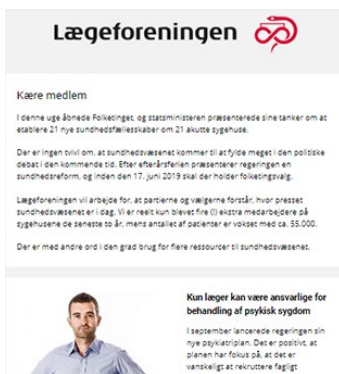 Lægeforeningen
Kære medlem
I denne uge åbnede Folketinget, og statsministeren præsenterede sine tanker om at
etablere 21 nye sundhedsfællesskaber om 21 akutte sygehuse.
Der er ingen tvivl om, at sundhedsvæsenet kommer til at fylde meget i den politiske
debat i den kommende tid. Efter efterårsferien præsenterer regeringen en
sundhedsreform, og inden den 17. juni 2019 skal der holder folketingsvalg.
Lægeforeningen vil arbejde for, at partierne og vælgerne forstår, hvor presset
sundhedsvæsenet er i dag. Vi er reelt kun blevet fire (!) ekstra medarbejdere på
sygehusene de seneste to år, mens antallet af patienter er vokset med ca. 55.000.
Der er med andre ord i den grad brug for flere ressourcer til sundhedsvæsenet.
Kun læger kan være ansvarlige for
behandling af psykisk sygdom
I september lancerede regeringen sin
nye psykiatriplan. Det er positivt, at
planen har fokus på, at det er
vanskeligt at rekruttere fagligt